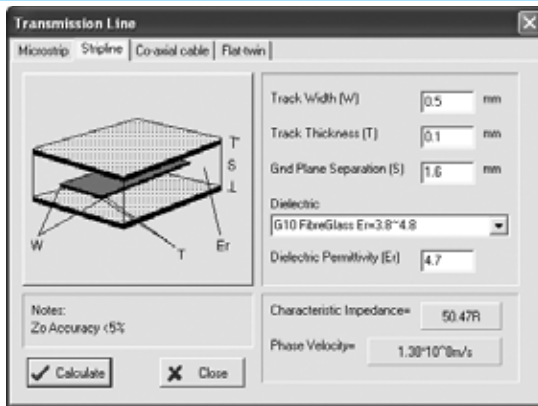 Transmission Line
Microstrip Stripline Co-axial cable Flat-twin
T
S
⊥
W
T
Er
Track Width (W) 0.5 mm
Track Thickness (T) 0.1 mm
Gnd Plane Separation (S) 1.6 mm
Dielectric
G10 FibreGlass Er=3.8~4.8
Dielectric Permittivity (Er) 4.7
Notes:
Zo Accuracy <5%
Characteristic Impedance= 50.47R
Phase Velocity= 1.38*10^8m/s
Calculate Close